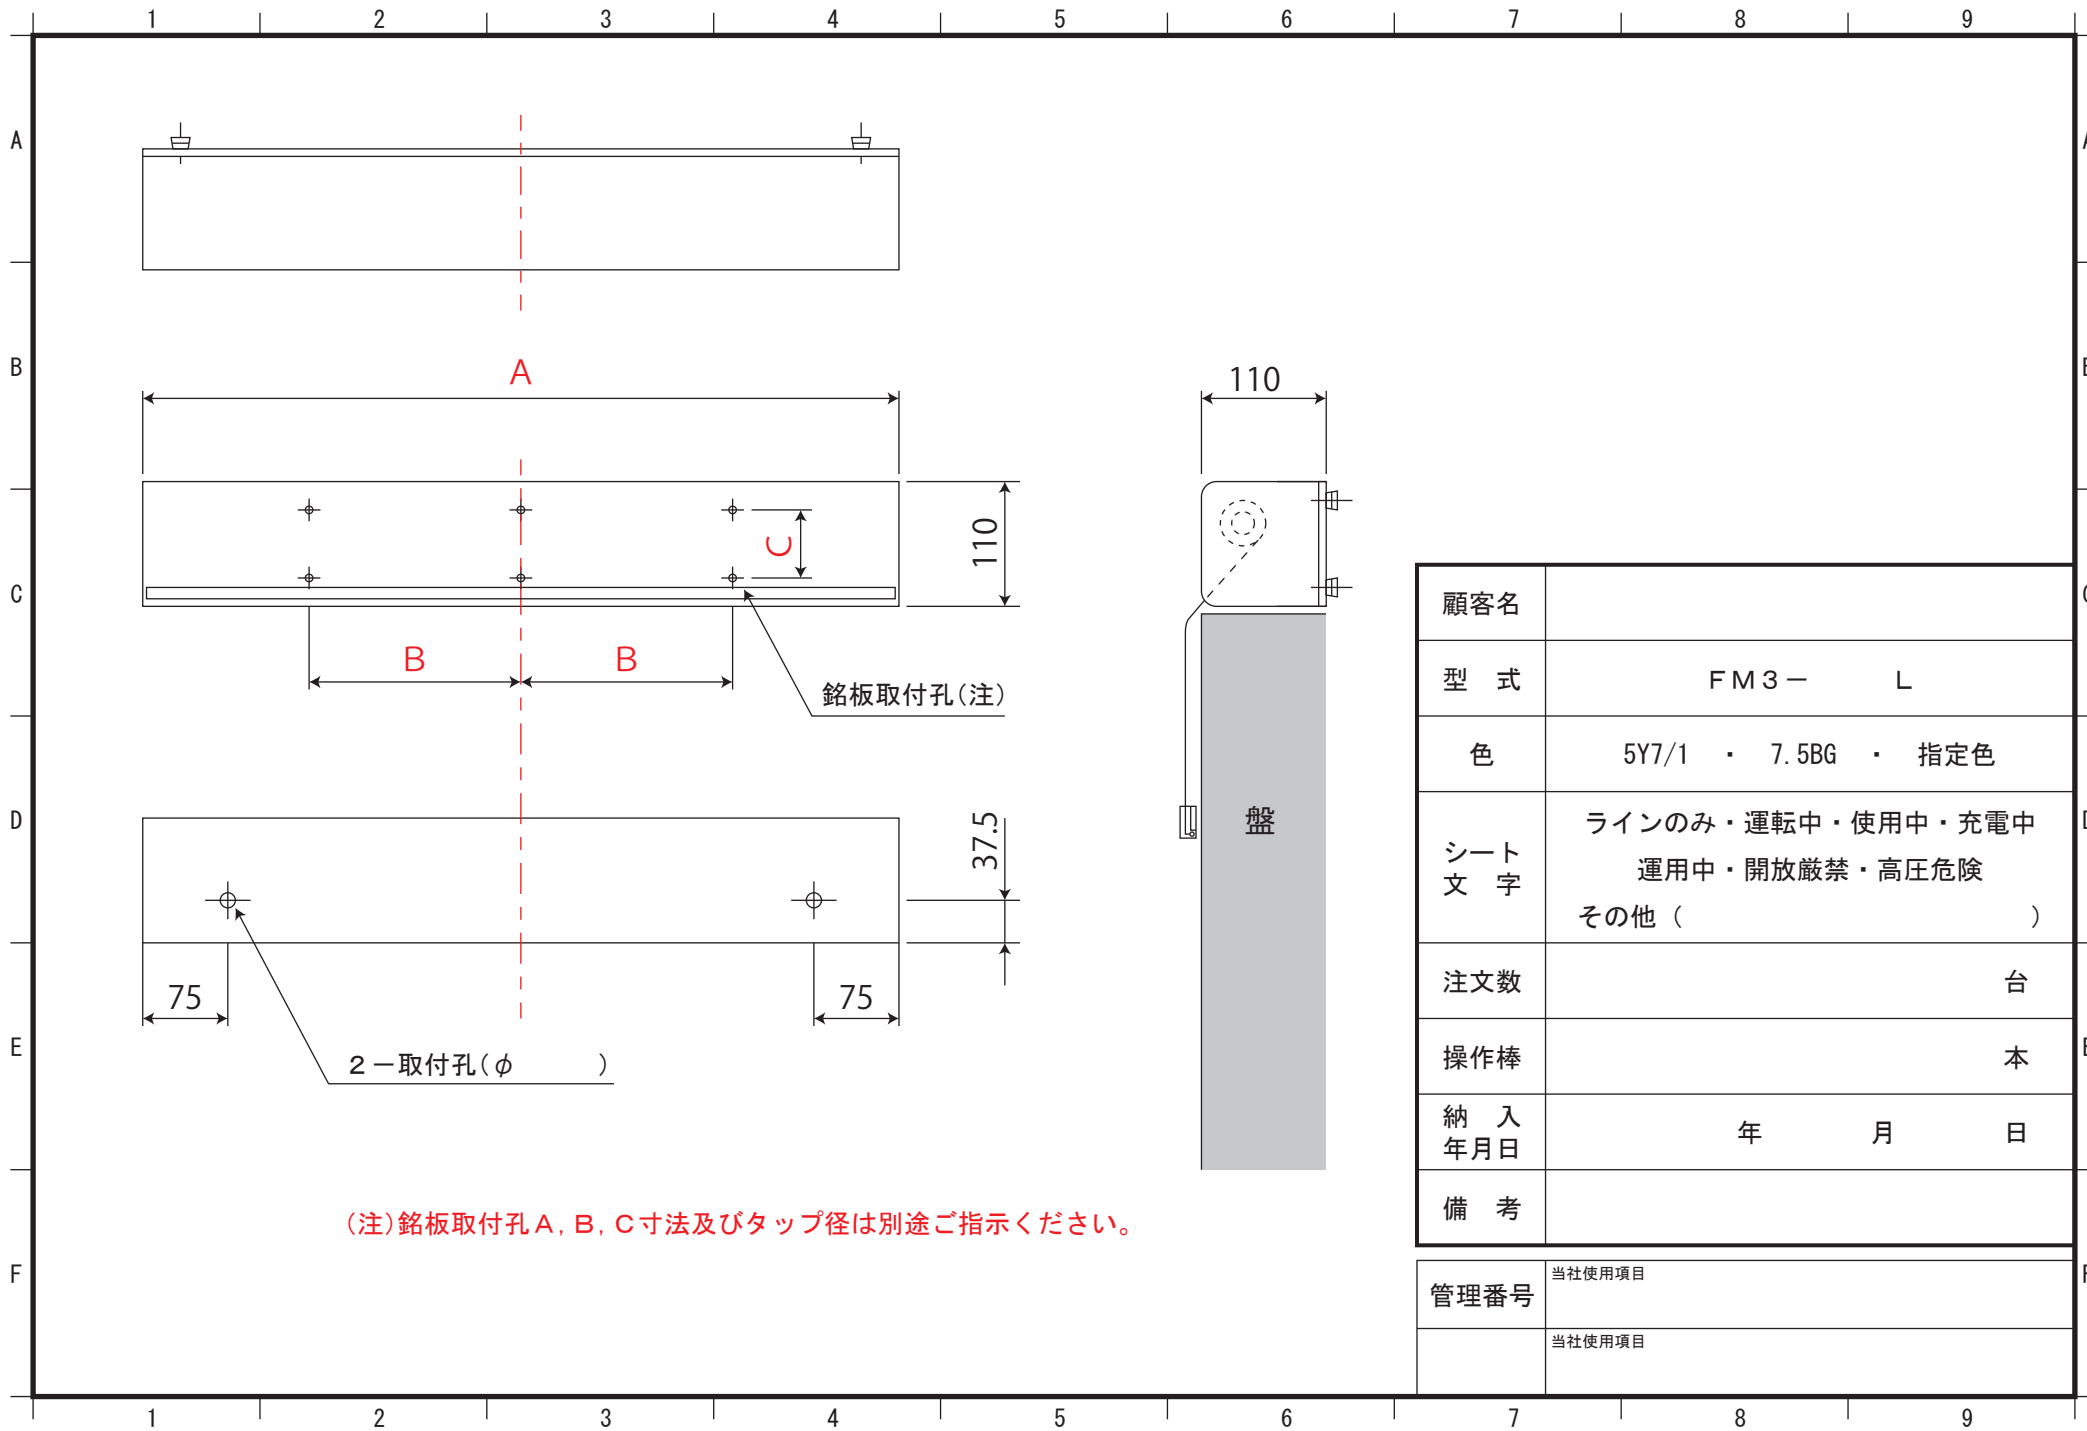 1 2 3 4 5 6 7 8 9
A
B
C
D
E
F
A
110
C
110
B B
銘板取付孔(注)
37.5
75 75
2－取付孔(φ )
盤
(注)銘板取付孔A, B, C寸法及びタップ径は別途ご指示ください。
顧客名
型 式 FM3－ L
色 5Y7/1 ・ 7.5BG ・ 指定色
シート
文 字
ラインのみ・運転中・使用中・充電中
運用中・開放厳禁・高圧危険
その他 ( )
注文数 台
操作棒 本
納 入
年月日
年 月 日
備 考
管理番号 当社使用項目
当社使用項目
1 2 3 4 5 6 7 8 9